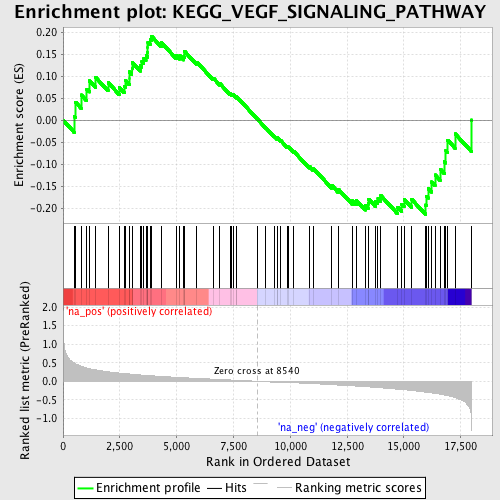 Enrichment plot: KEGG_VEGF_SIGNALING_PATHWAY
Enrichment score (ES)
0.20
0.15
0.10
0.05
0.00
-0.05
-0.10
-0.15
-0.20
'na_pos' (positively correlated)
Ranked list metric (PreRanked)
2.0
1.5
1.0
0.5
0.0
-0.5
-1.0
Zero cross at 8540
'na_neg' (negatively correlated)
0 2,500 5,000 7,500 10,000 12,500 15,000 17,500
Rank in Ordered Dataset
Enrichment profile Hits Ranking metric scores